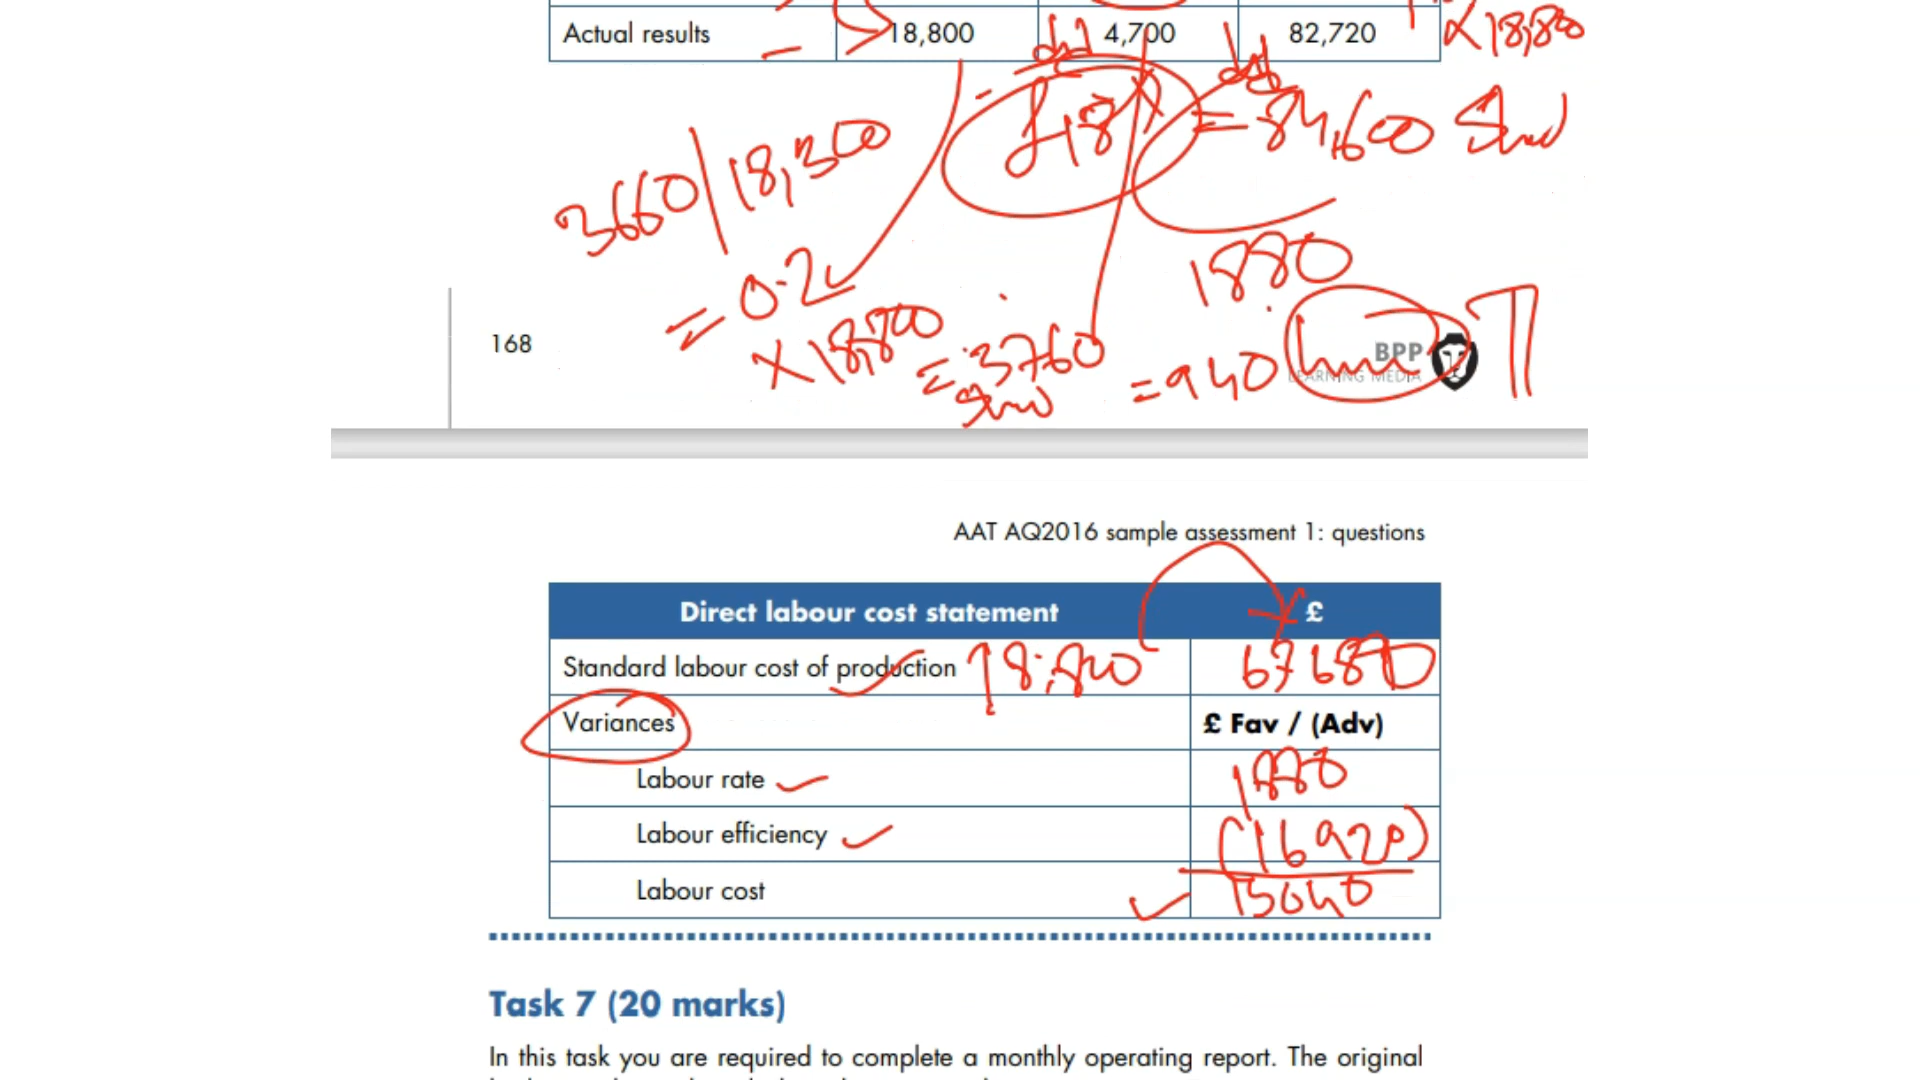 Actual results 18,800 4,700 82,720
X 18,800
std
£18
= 84,600 Shd
3660/18,300
= 0.2
X 18,800
= 3760
1880
= 940 hrs
168
BPP
LEARNING MEDIA
AAT AQ2016 sample assessment 1: questions
Direct labour cost statement £
Standard labour cost of production 18,800 67680
Variances £ Fav / (Adv)
Labour rate 1880
Labour efficiency (16920)
Labour cost 15040
Task 7 (20 marks)
In this task you are required to complete a monthly operating report. The original